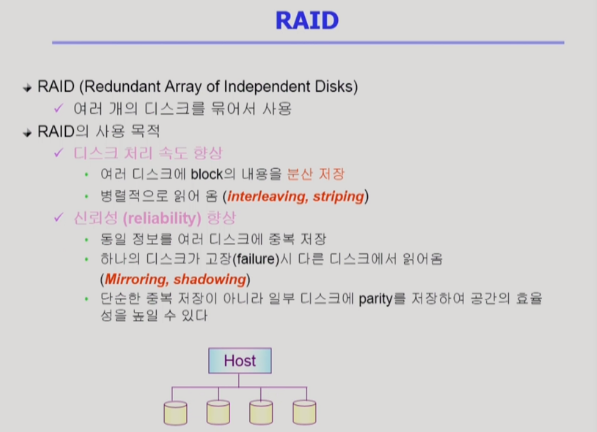 RAID
RAID (Redundant Array of Independent Disks)
여러 개의 디스크를 묶어서 사용
RAID의 사용 목적
디스크 처리 속도 향상
여러 디스크에 block의 내용을 분산 저장
병렬적으로 읽어 옴 (interleaving, striping)
신뢰성 (reliability) 향상
동일 정보를 여러 디스크에 중복 저장
하나의 디스크가 고장(failure)시 다른 디스크에서 읽어옴
(Mirroring, shadowing)
단순한 중복 저장이 아니라 일부 디스크에 parity를 저장하여 공간의 효율
성을 높일 수 있다
Host